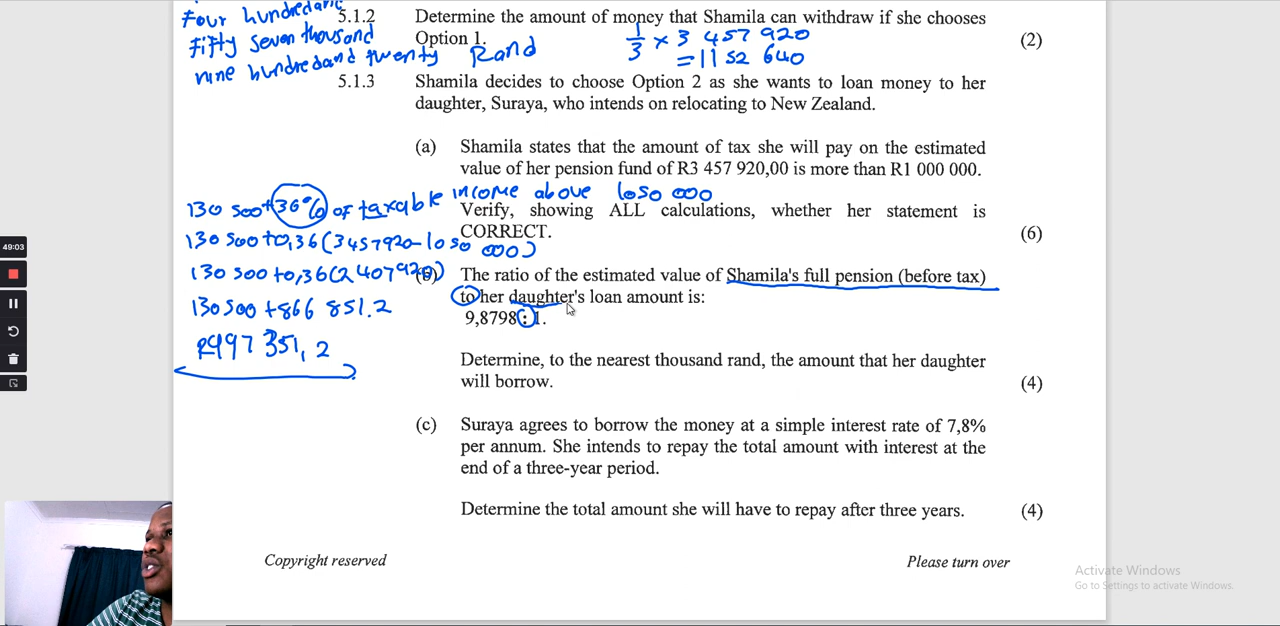 Four hundred and
fifty seven thousand
nine hundred and twenty Rand
5.1.2 Determine the amount of money that Shamila can withdraw if she chooses
Option 1.
(2)
1/3 × 3 457 920
=1152 640
5.1.3 Shamila decides to choose Option 2 as she wants to loan money to her
daughter, Suraya, who intends on relocating to New Zealand.
(a) Shamila states that the amount of tax she will pay on the estimated
value of her pension fund of R3 457 920,00 is more than R1 000 000.
Verify, showing ALL calculations, whether her statement is
CORRECT.
(6)
130 500+36% of taxable income above 1050 000
130 500+0,36(3457920-1050 000)
130 500+0,36(2407920)
130500+866 851.2
R997 351,2
The ratio of the estimated value of Shamila's full pension (before tax)
to her daughter's loan amount is:
9,8798 : 1.
Determine, to the nearest thousand rand, the amount that her daughter
will borrow.
(4)
(c) Suraya agrees to borrow the money at a simple interest rate of 7,8%
per annum. She intends to repay the total amount with interest at the
end of a three-year period.
Determine the total amount she will have to repay after three years.
(4)
Copyright reserved
Please turn over
49:03
Activate Windows
Go to Settings to activate Windows.